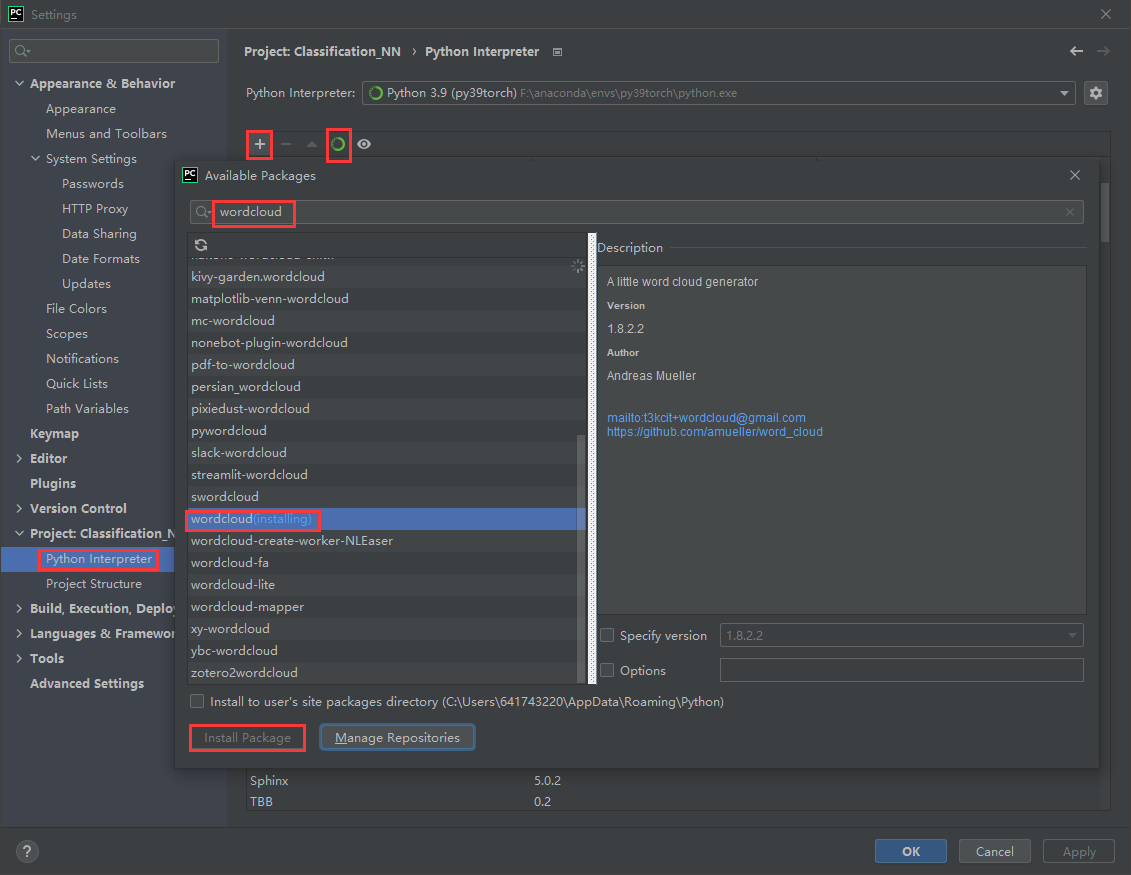 PC
Settings
Project: Classification_NN › Python Interpreter
Python Interpreter: Python 3.9 (py39torch) F:\anaconda\envs\py39torch\python.exe
Appearance & Behavior
Appearance
Menus and Toolbars
System Settings
Passwords
HTTP Proxy
Data Sharing
Date Formats
Updates
File Colors
Scopes
Notifications
Quick Lists
Path Variables
Keymap
Editor
Plugins
Version Control
Project: Classification_N
Python Interpreter
Project Structure
Build, Execution, Deploy
Languages & Framewor
Tools
Advanced Settings
PC
Available Packages
wordcloud
kivy-garden.wordcloud
matplotlib-venn-wordcloud
mc-wordcloud
nonebot-plugin-wordcloud
pdf-to-wordcloud
persian_wordcloud
pixiedust-wordcloud
pywordcloud
slack-wordcloud
streamlit-wordcloud
swordcloud
wordcloud(installing)
wordcloud-create-worker-NLEaser
wordcloud-fa
wordcloud-lite
wordcloud-mapper
xy-wordcloud
ybc-wordcloud
zotero2wordcloud
Description
A little word cloud generator
Version
1.8.2.2
Author
Andreas Mueller
mailto:t3kcit+wordcloud@gmail.com
https://github.com/amueller/word_cloud
Specify version 1.8.2.2
Options
Install to user's site packages directory (C:\Users\641743220\AppData\Roaming\Python)
Install Package
Manage Repositories
Sphinx 5.0.2
TBB 0.2
?
OK
Cancel
Apply